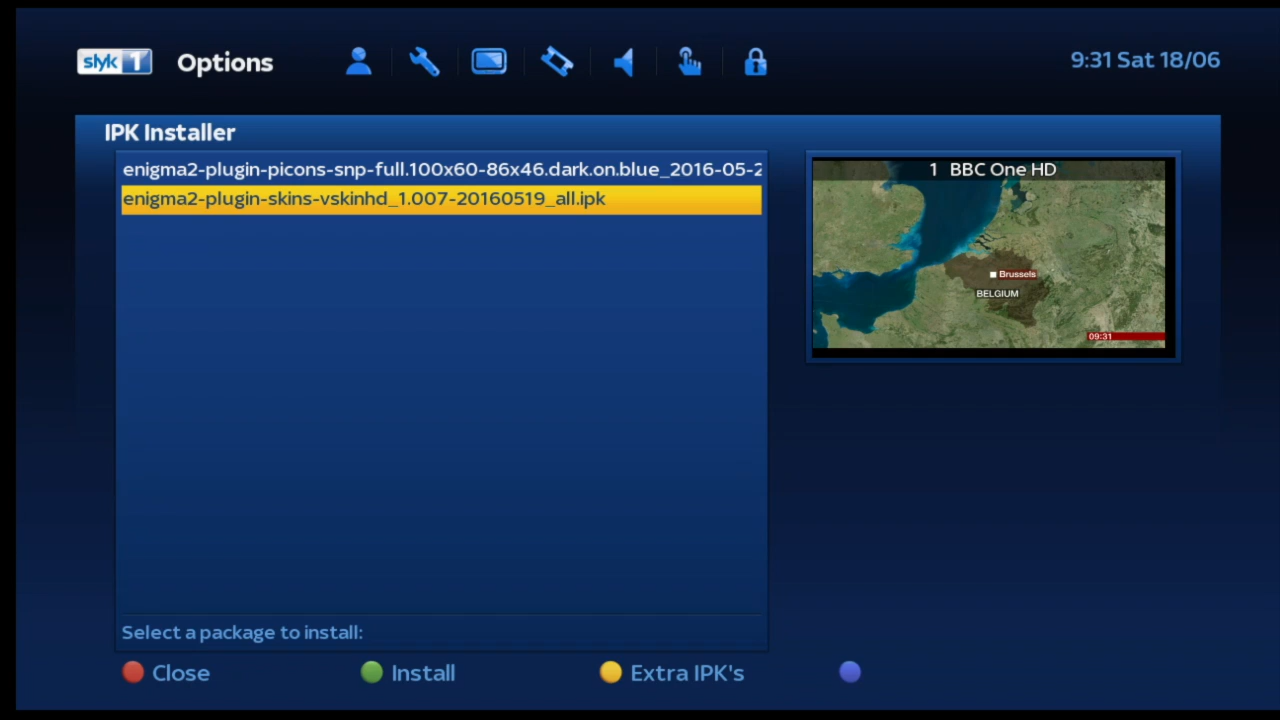 slyk 1 Options 9:31 Sat 18/06
IPK Installer
enigma2-plugin-picons-snp-full.100x60-86x46.dark.on.blue_2016-05-2
enigma2-plugin-skins-vskinhd_1.007-20160519_all.ipk
1 BBC One HD
Brussels
BELGIUM
09:31
Select a package to install:
Close Install Extra IPK's